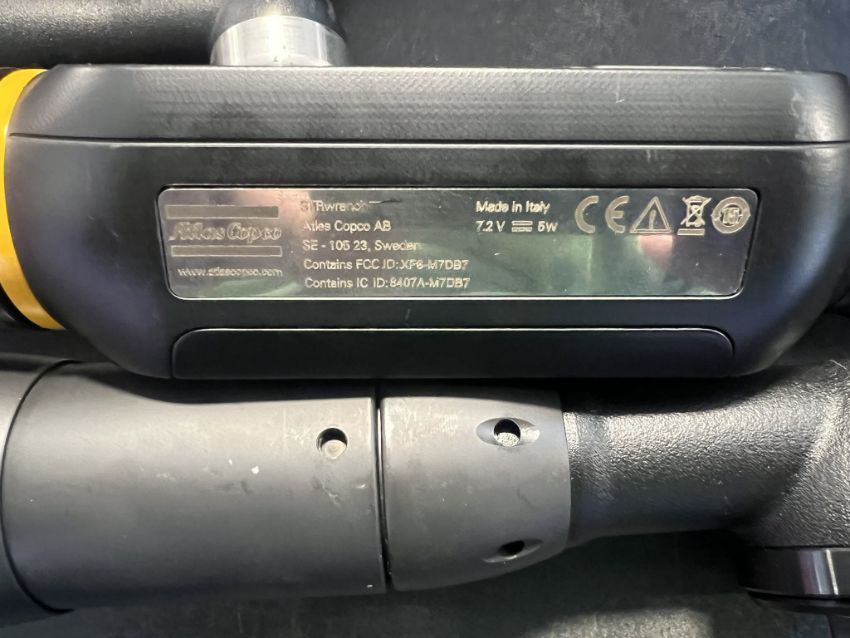 Atlas Copco
www.atlascopco.com
STRwrench
Atlas Copco AB
SE - 105 23, Sweden
Contains FCC ID: XF6-M7DB7
Contains IC ID: 8407A-M7DB7
Made in Italy
7.2 V ⎓ 5W
CE